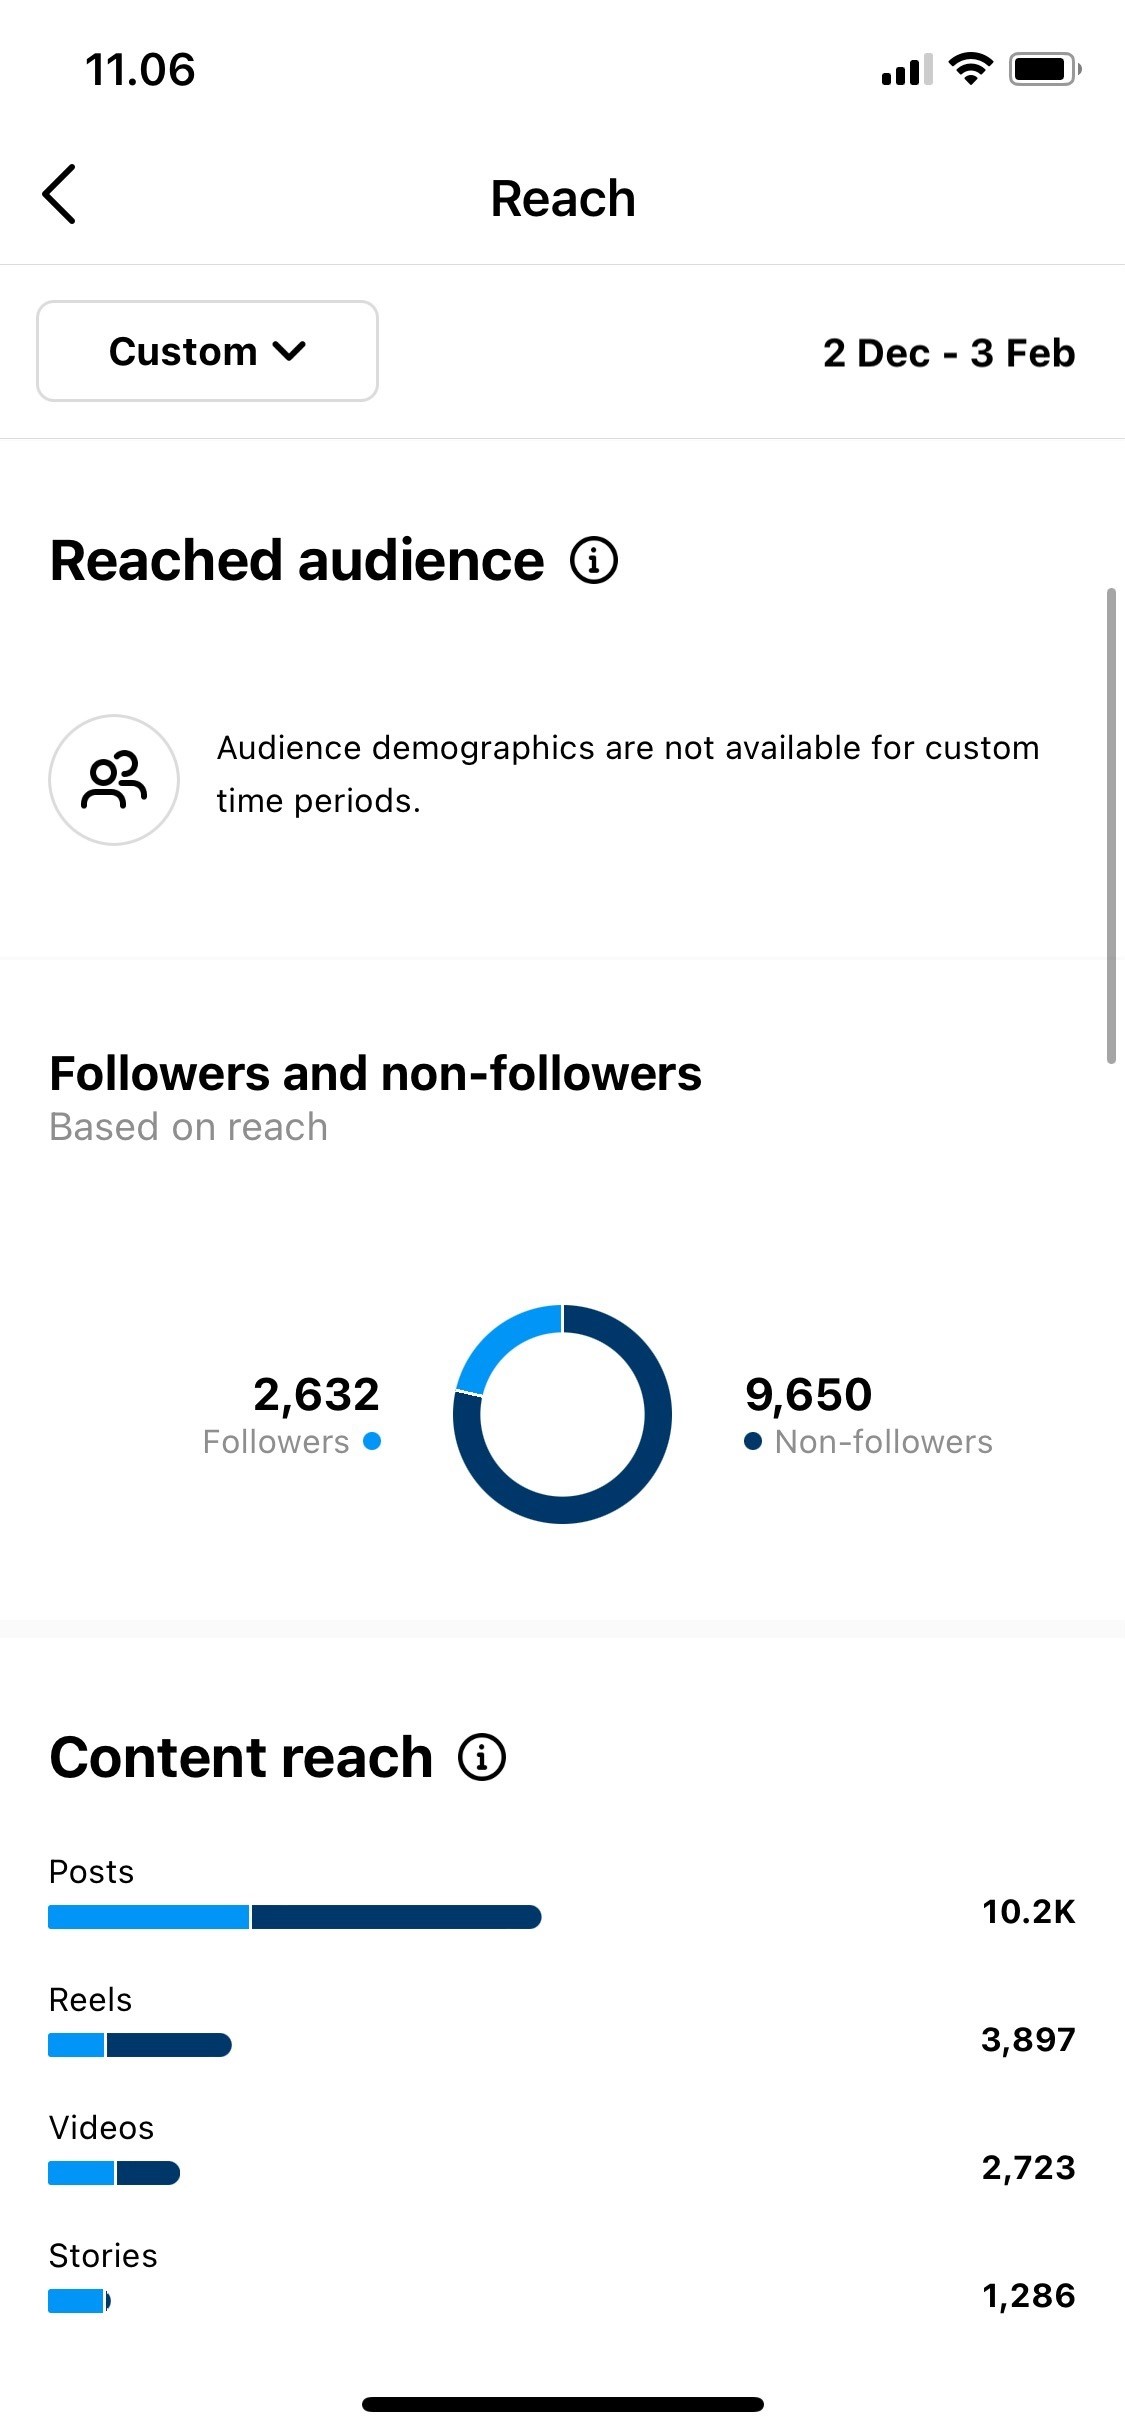 11.06
Reach
Custom
2 Dec - 3 Feb
Reached audience
Audience demographics are not available for custom
time periods.
Followers and non-followers
Based on reach
2,632
Followers
9,650
Non-followers
Content reach
Posts
10.2K
Reels
3,897
Videos
2,723
Stories
1,286